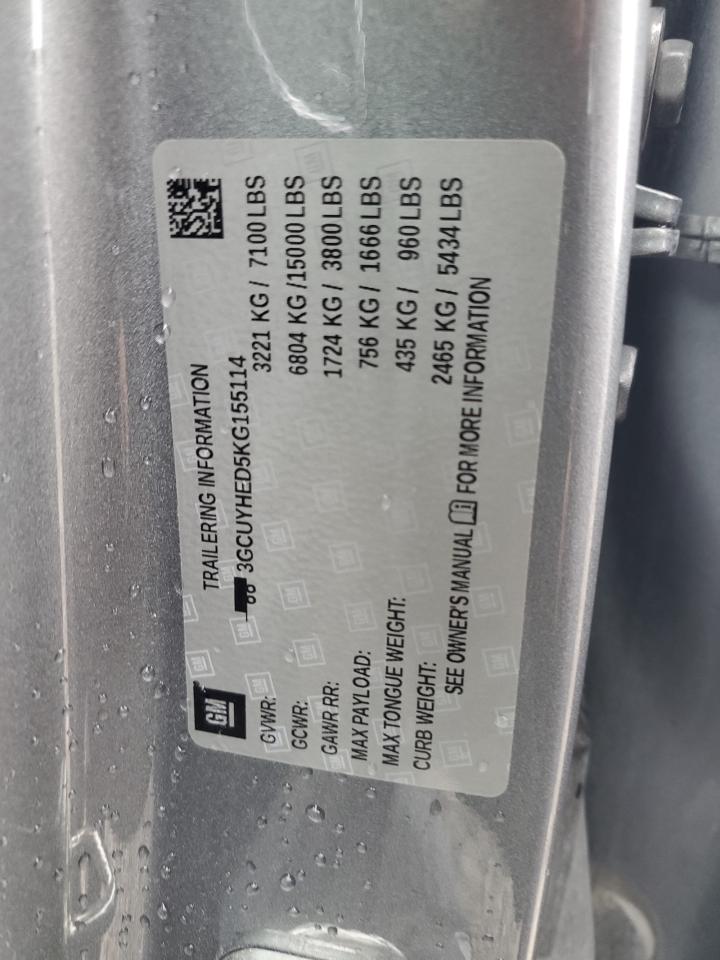 GM
TRAILERING INFORMATION
3GCUYHED5KG155114
GVWR: 3221 KG / 7100 LBS
GCWR: 6804 KG /15000 LBS
GAWR RR: 1724 KG / 3800 LBS
MAX PAYLOAD: 756 KG / 1666 LBS
MAX TONGUE WEIGHT: 435 KG / 960 LBS
CURB WEIGHT: 2465 KG / 5434 LBS
SEE OWNER'S MANUAL FOR MORE INFORMATION